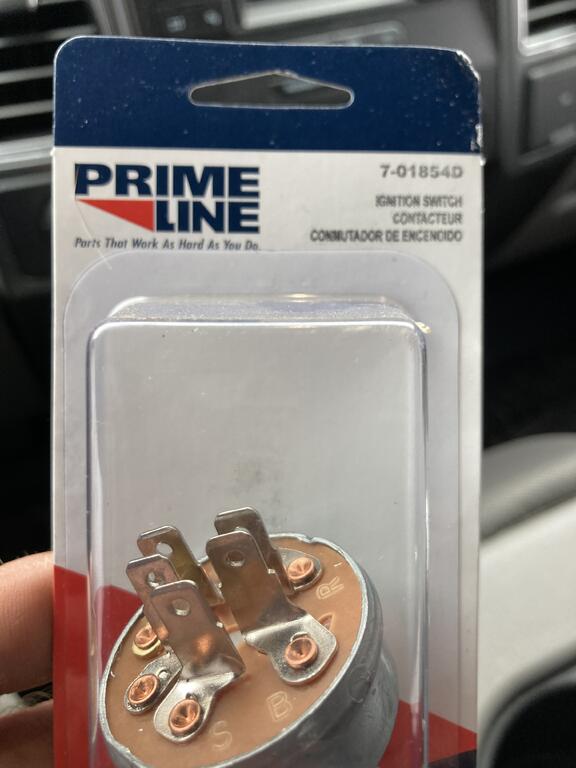 PRIME
LINE
Parts That Work As Hard As You Do.
7-01854D
IGNITION SWITCH
CONTACTEUR
CONMUTADOR DE ENCENDIDO
R
B
S